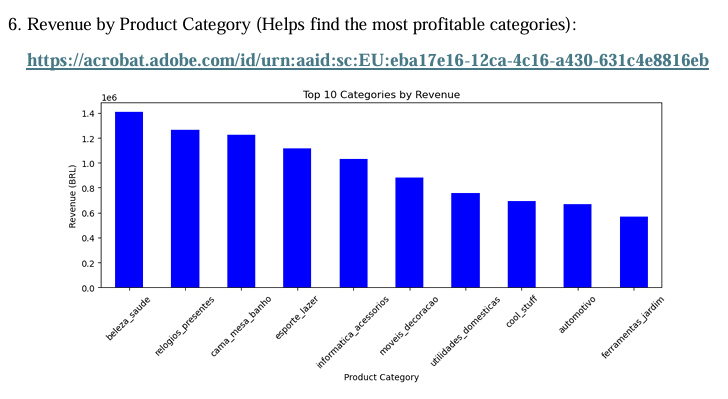 6. Revenue by Product Category (Helps find the most profitable categories):
https://acrobat.adobe.com/id/urn:aaid:sc:EU:eba17e16-12ca-4c16-a430-631c4e8816eb
Top 10 Categories by Revenue
1e6
1.4
1.2
1.0
0.8
0.6
0.4
0.2
0.0
Revenue (BRL)
beleza_saude
relogios_presentes
cama_mesa_banho
esporte_lazer
informatica_acessorios
moveis_decoracao
utilidades_domesticas
cool_stuff
automotivo
ferramentas_jardim
Product Category